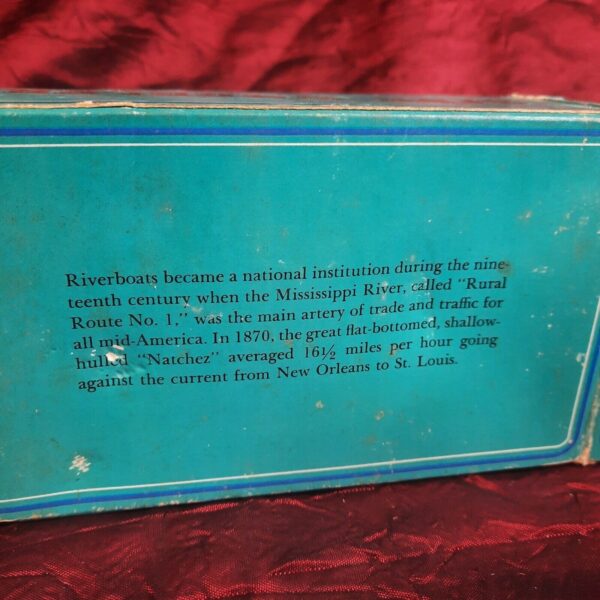 Riverboats became a national institution during the nine-
teenth century when the Mississippi River, called "Rural
Route No. 1," was the main artery of trade and traffic for
all mid-America. In 1870, the great flat-bottomed, shallow-
hulled "Natchez" averaged 16½ miles per hour going
against the current from New Orleans to St. Louis.